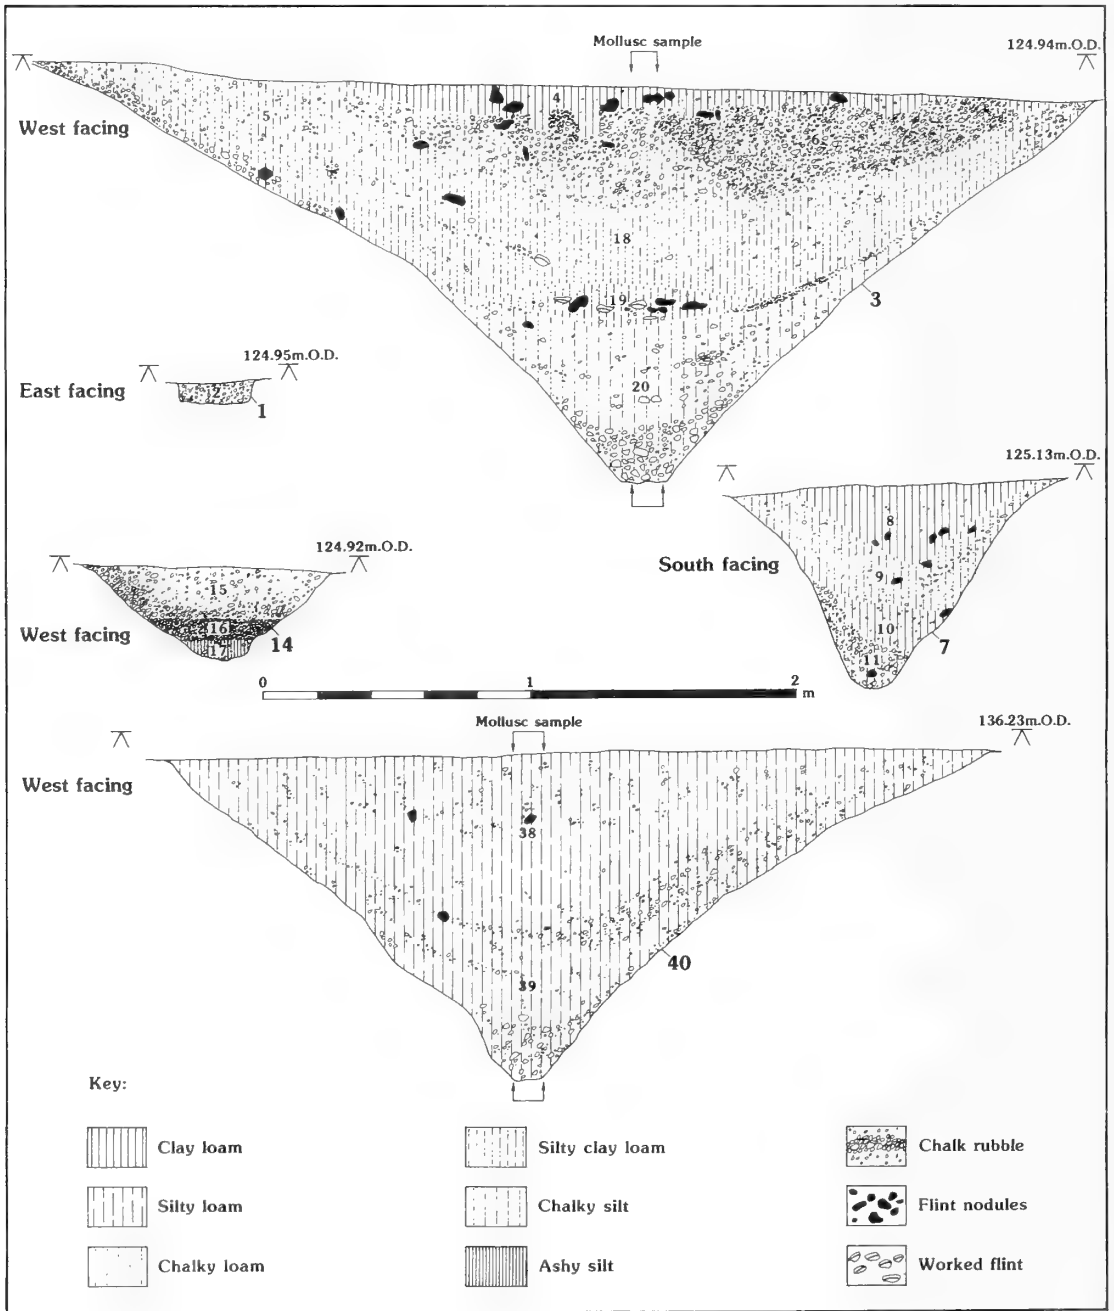 Mollusc sample
124.94m.O.D.
West facing
4
5
6
18
19
3
20
124.95m.O.D.
East facing
2
1
125.13m.O.D.
8
South facing
9
10
7
11
124.92m.O.D.
15
West facing
16
14
17
0 1 2
m
Mollusc sample
136.23m.O.D.
West facing
38
40
39
Key:
Clay loam
Silty clay loam
Chalk rubble
Silty loam
Chalky silt
Flint nodules
Chalky loam
Ashy silt
Worked flint